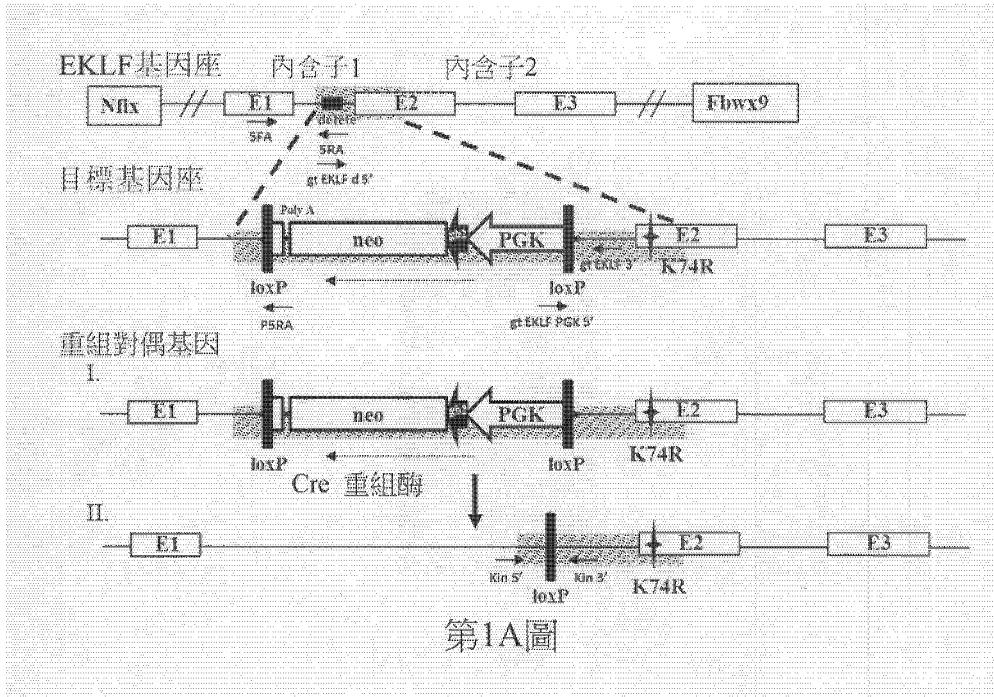 EKLF基因座 內含子1 內含子2
Nfix E1 E2 E3 Fbwx9
delete
5FA 5RA
gt EKLF d 5'
目標基因座
Poly A
E1 neo PGK E2 E3
gt EKLF 3' K74R
loxP loxP
P5RA gt EKLF PGK 5'
重組對偶基因
I.
E1 neo PGK E2 E3
loxP loxP K74R
Cre 重組酶
II.
E1 E2 E3
Kin 5' Kin 3' K74R
loxP
第1A圖